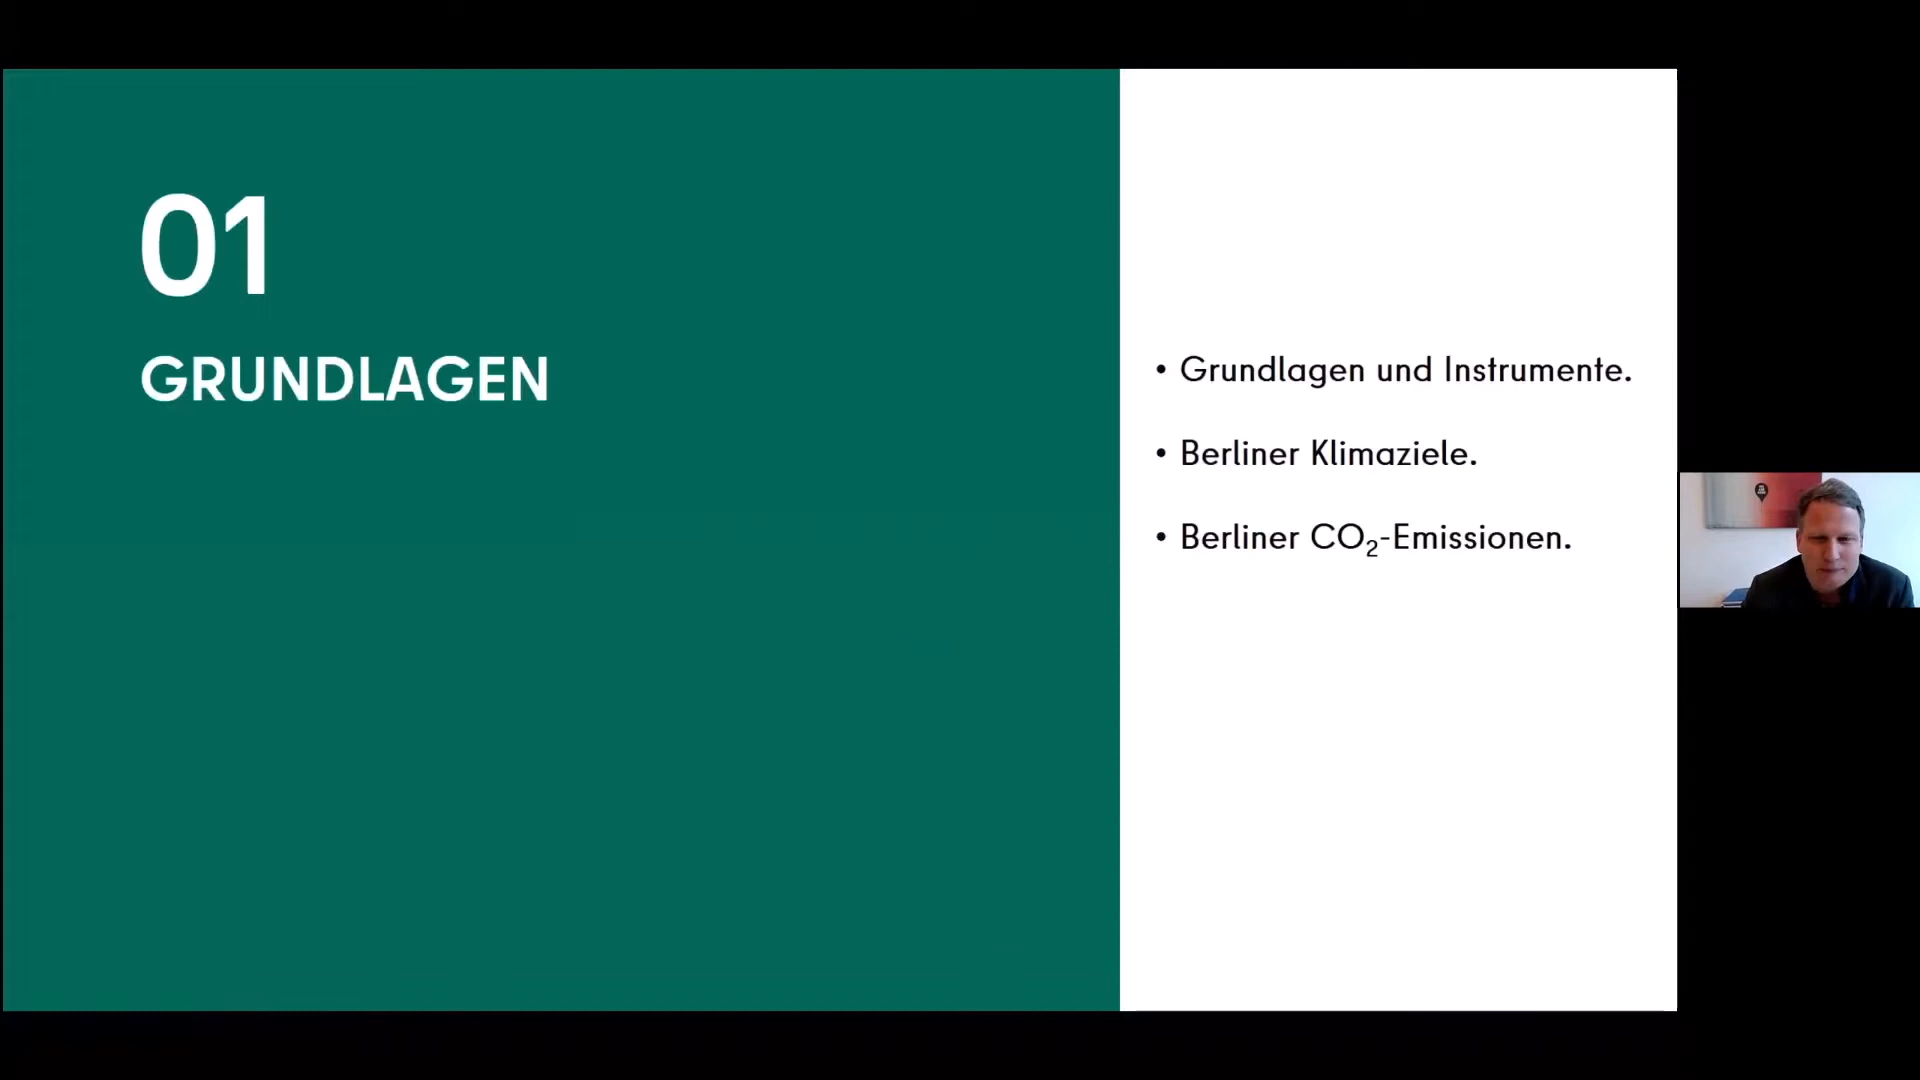 01
GRUNDLAGEN
• Grundlagen und Instrumente.
• Berliner Klimaziele.
• Berliner CO₂-Emissionen.